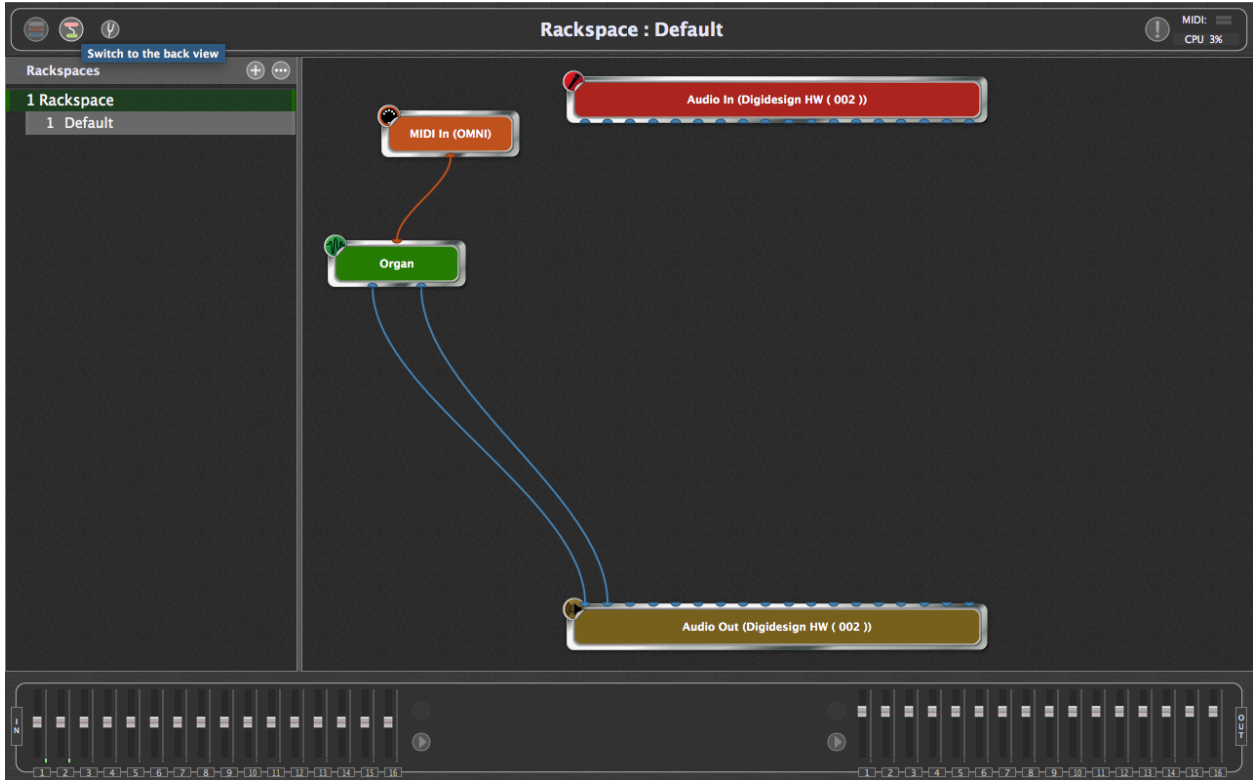 Rackspace : Default
MIDI:
CPU 3%
Switch to the back view
Rackspaces
1 Rackspace
1 Default
Audio In (Digidesign HW ( 002 ))
MIDI In (OMNI)
Organ
Audio Out (Digidesign HW ( 002 ))
IN
1 2 3 4 5 6 7 8 9 10 11 12 13 14 15 16
1 2 3 4 5 6 7 8 9 10 11 12 13 14 15 16
OUT